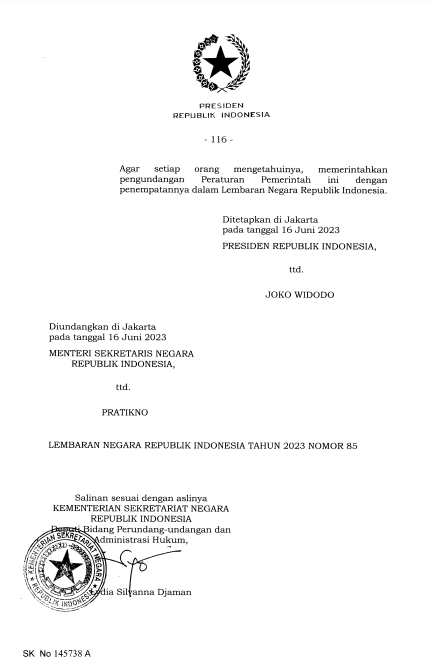 PRESIDEN
REPUBLIK INDONESIA
- 116 -
Agar setiap orang mengetahuinya, memerintahkan
pengundangan Peraturan Pemerintah ini dengan
penempatannya dalam Lembaran Negara Republik Indonesia.
Ditetapkan di Jakarta
pada tanggal 16 Juni 2023
PRESIDEN REPUBLIK INDONESIA,
ttd.
JOKO WIDODO
Diundangkan di Jakarta
pada tanggal 16 Juni 2023
MENTERI SEKRETARIS NEGARA
REPUBLIK INDONESIA,
ttd.
PRATIKNO
LEMBARAN NEGARA REPUBLIK INDONESIA TAHUN 2023 NOMOR 85
Salinan sesuai dengan aslinya
KEMENTERIAN SEKRETARIAT NEGARA
REPUBLIK INDONESIA
Deputi Bidang Perundang-undangan dan
Administrasi Hukum,
KEMENTERIAN SEKRETARIAT NEGARA
REPUBLIK INDONESIA
Lydia Silvanna Djaman
SK No 145738 A